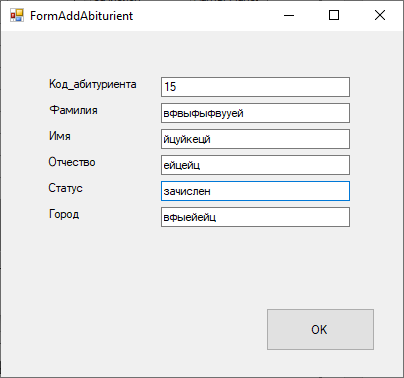 FormAddAbiturient
Код_абитуриента 15
Фамилия вфвыфыфвууей
Имя йцуйкецй
Отчество ейцейц
Статус зачислен
Город вфыейейц
OK